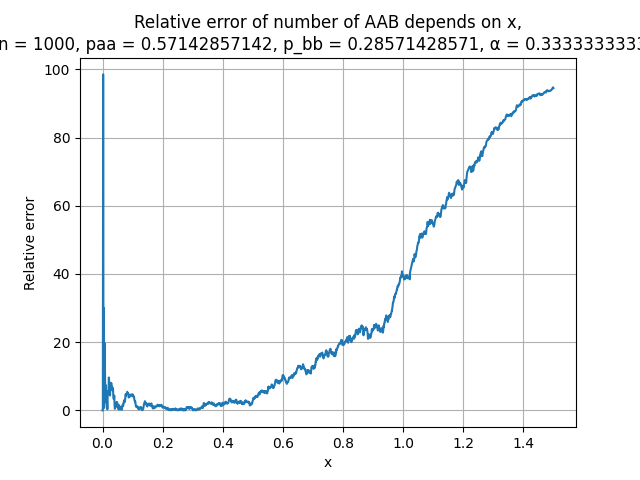 Relative error of number of AAB depends on x,
n = 1000, paa = 0.57142857142, p_bb = 0.28571428571, α = 0.3333333333
Relative error
100
80
60
40
20
0
0.0 0.2 0.4 0.6 0.8 1.0 1.2 1.4
x